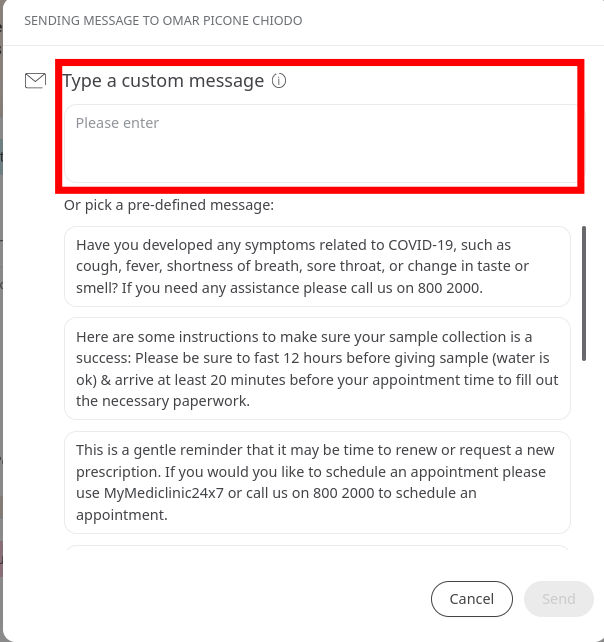 SENDING MESSAGE TO OMAR PICONE CHIODO
Type a custom message
Please enter
Or pick a pre-defined message:
Have you developed any symptoms related to COVID-19, such as
cough, fever, shortness of breath, sore throat, or change in taste or
smell? If you need any assistance please call us on 800 2000.
Here are some instructions to make sure your sample collection is a
success: Please be sure to fast 12 hours before giving sample (water is
ok) & arrive at least 20 minutes before your appointment time to fill out
the necessary paperwork.
This is a gentle reminder that it may be time to renew or request a new
prescription. If you would you like to schedule an appointment please
use MyMediclinic24x7 or call us on 800 2000 to schedule an
appointment.
Cancel
Send